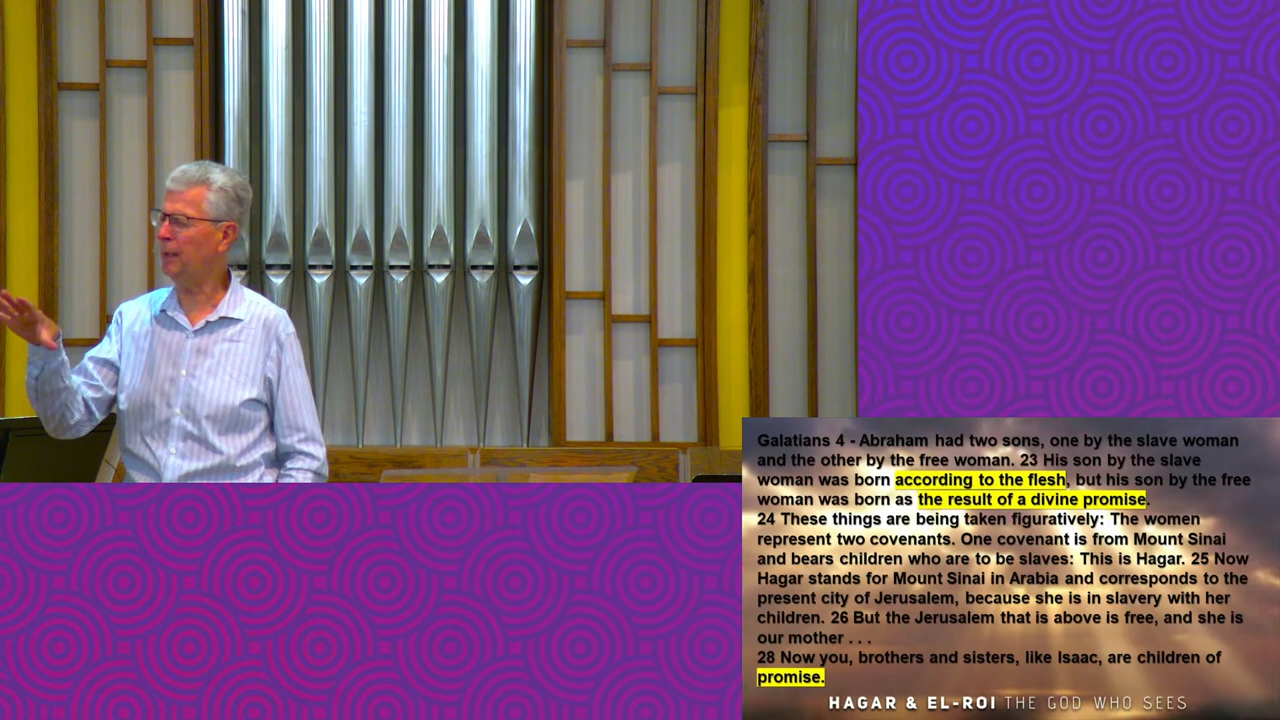 Galatians 4 - Abraham had two sons, one by the slave woman
and the other by the free woman. 23 His son by the slave
woman was born according to the flesh, but his son by the free
woman was born as the result of a divine promise.
24 These things are being taken figuratively: The women
represent two covenants. One covenant is from Mount Sinai
and bears children who are to be slaves: This is Hagar. 25 Now
Hagar stands for Mount Sinai in Arabia and corresponds to the
present city of Jerusalem, because she is in slavery with her
children. 26 But the Jerusalem that is above is free, and she is
our mother . . .
28 Now you, brothers and sisters, like Isaac, are children of
promise.
HAGAR & EL-ROI THE GOD WHO SEES